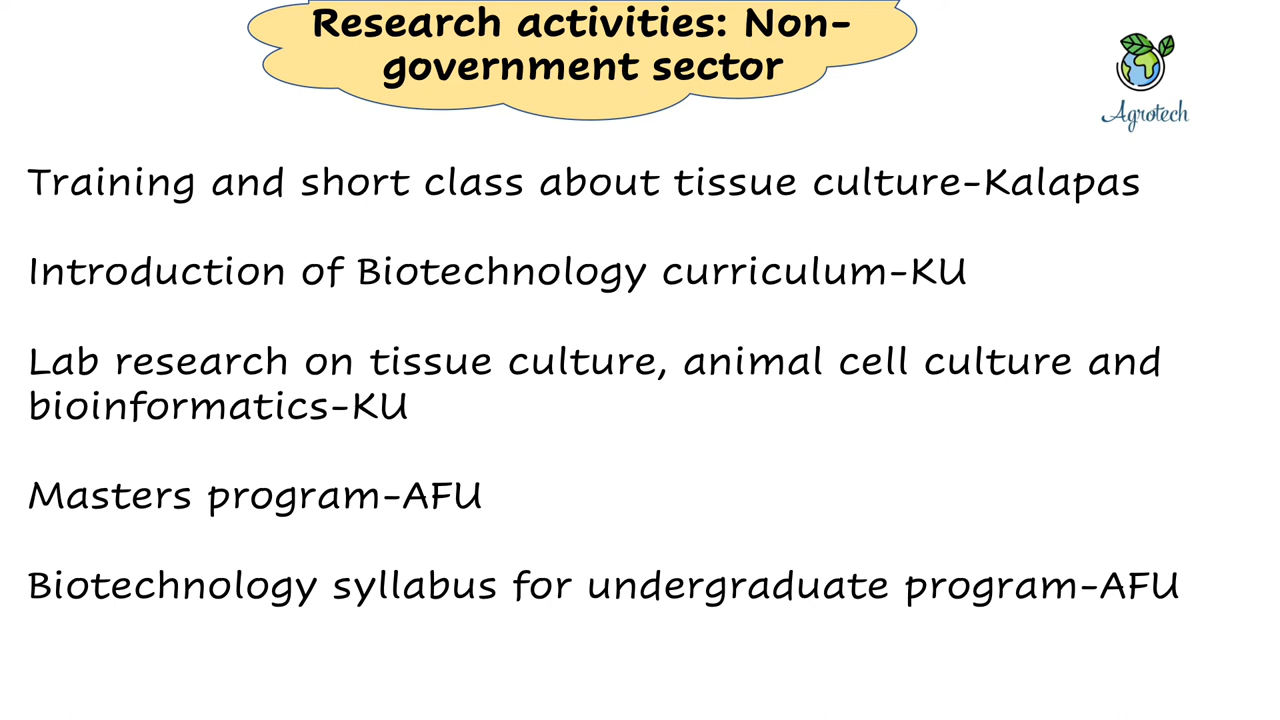 Research activities: Non-
government sector
Agrotech
Training and short class about tissue culture-Kalapas
Introduction of Biotechnology curriculum-KU
Lab research on tissue culture, animal cell culture and
bioinformatics-KU
Masters program-AFU
Biotechnology syllabus for undergraduate program-AFU